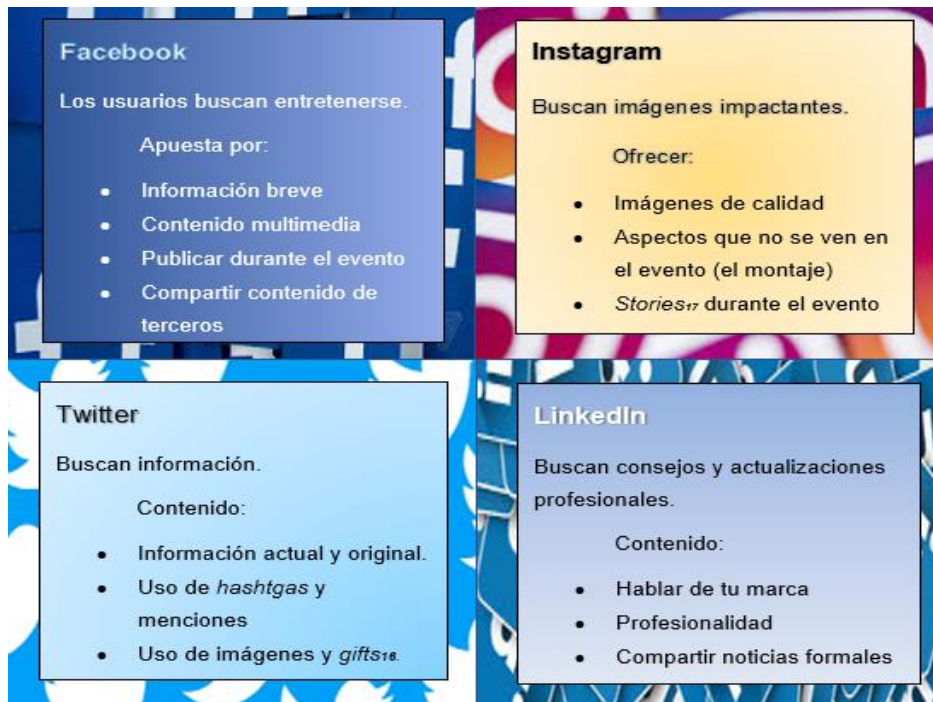 Facebook
Los usuarios buscan entretenerse.
Apuesta por:
• Información breve
• Contenido multimedia
• Publicar durante el evento
• Compartir contenido de
terceros
Instagram
Buscan imágenes impactantes.
Ofrecer:
• Imágenes de calidad
• Aspectos que no se ven en
el evento (el montaje)
• Stories17 durante el evento
Twitter
Buscan información.
Contenido:
• Información actual y original.
• Uso de hashtgas y
menciones
• Uso de imágenes y gifts16.
LinkedIn
Buscan consejos y actualizaciones
profesionales.
Contenido:
• Hablar de tu marca
• Profesionalidad
• Compartir noticias formales